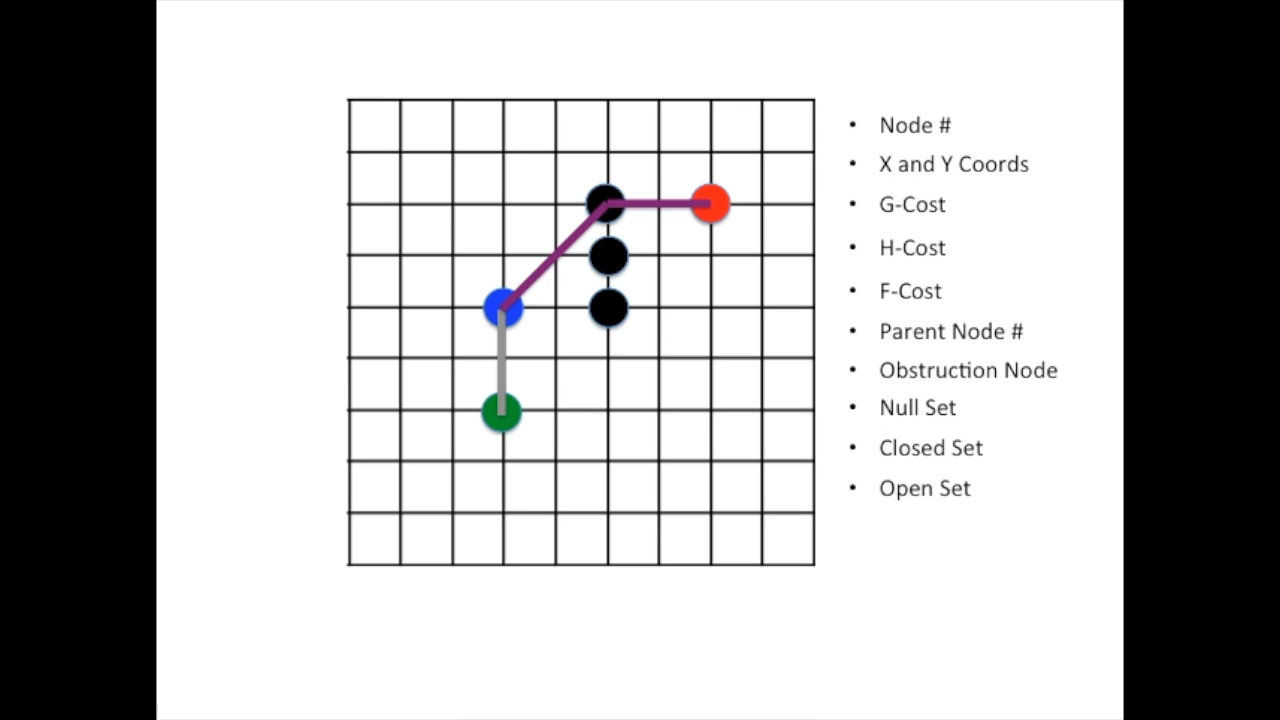 • Node #
• X and Y Coords
• G-Cost
• H-Cost
• F-Cost
• Parent Node #
• Obstruction Node
• Null Set
• Closed Set
• Open Set